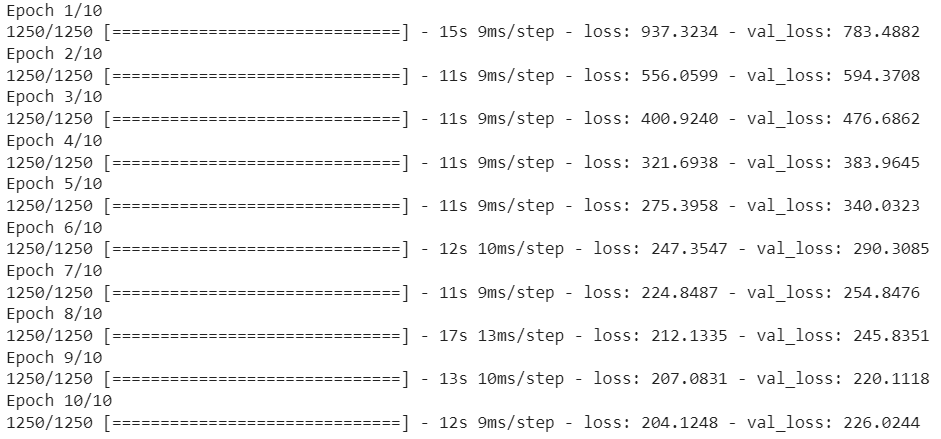 Epoch 1/10
1250/1250 [==============================] - 15s 9ms/step - loss: 937.3234 - val_loss: 783.4882
Epoch 2/10
1250/1250 [==============================] - 11s 9ms/step - loss: 556.0599 - val_loss: 594.3708
Epoch 3/10
1250/1250 [==============================] - 11s 9ms/step - loss: 400.9240 - val_loss: 476.6862
Epoch 4/10
1250/1250 [==============================] - 11s 9ms/step - loss: 321.6938 - val_loss: 383.9645
Epoch 5/10
1250/1250 [==============================] - 11s 9ms/step - loss: 275.3958 - val_loss: 340.0323
Epoch 6/10
1250/1250 [==============================] - 12s 10ms/step - loss: 247.3547 - val_loss: 290.3085
Epoch 7/10
1250/1250 [==============================] - 11s 9ms/step - loss: 224.8487 - val_loss: 254.8476
Epoch 8/10
1250/1250 [==============================] - 17s 13ms/step - loss: 212.1335 - val_loss: 245.8351
Epoch 9/10
1250/1250 [==============================] - 13s 10ms/step - loss: 207.0831 - val_loss: 220.1118
Epoch 10/10
1250/1250 [==============================] - 12s 9ms/step - loss: 204.1248 - val_loss: 226.0244